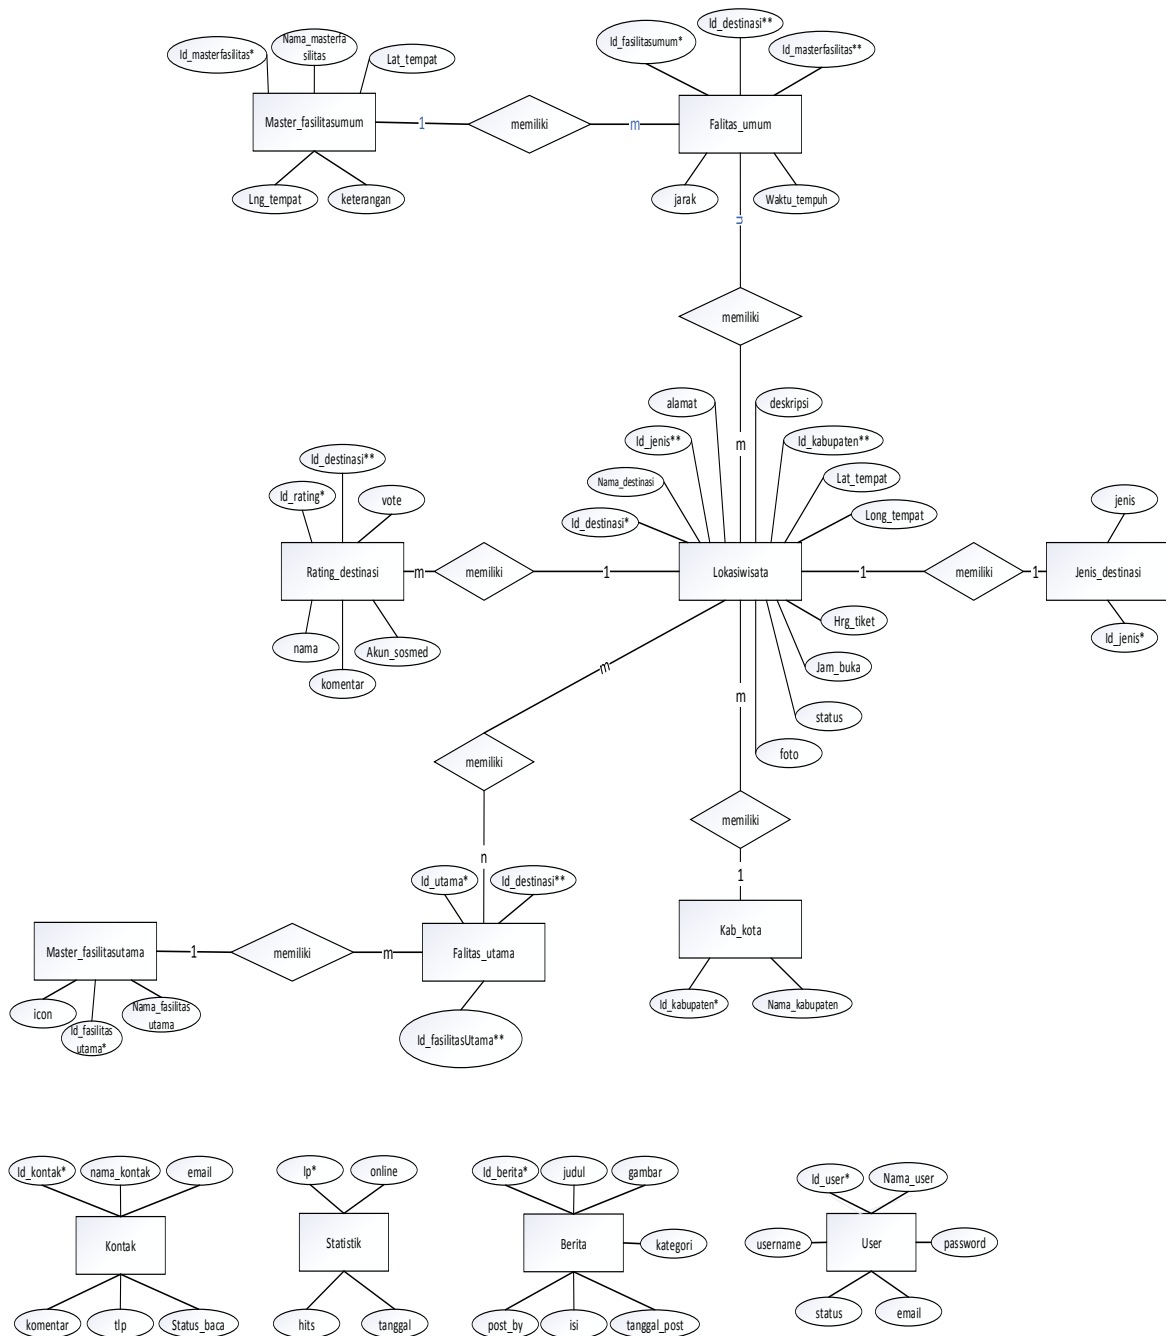 Id_masterfasilitas*
Nama_masterfa
silitas
Lat_tempat
Master_fasilitasumum
Lng_tempat
keterangan
1
memiliki
m
Id_fasilitasumum*
Id_destinasi**
Id_masterfasilitas**
Falitas_umum
jarak
Waktu_tempuh
n
memiliki
m
alamat
deskripsi
Id_jenis**
Id_kabupaten**
Nama_destinasi
Lat_tempat
Id_destinasi*
Long_tempat
Lokasiwisata
Hrg_tiket
Jam_buka
status
foto
Id_destinasi**
Id_rating*
vote
Rating_destinasi
nama
Akun_sosmed
komentar
m
memiliki
1
1
memiliki
1
jenis
Jenis_destinasi
Id_jenis*
m
memiliki
n
m
memiliki
1
Kab_kota
Id_kabupaten*
Nama_kabupaten
Id_utama*
Id_destinasi**
Falitas_utama
Id_fasilitasUtama**
Master_fasilitasutama
1
memiliki
m
icon
Id_fasilitas
utama*
Nama_fasilitas
utama
Id_kontak*
nama_kontak
email
Kontak
komentar
tlp
Status_baca
Ip*
online
Statistik
hits
tanggal
Id_berita*
judul
gambar
Berita
kategori
post_by
isi
tanggal_post
Id_user*
Nama_user
username
User
password
status
email